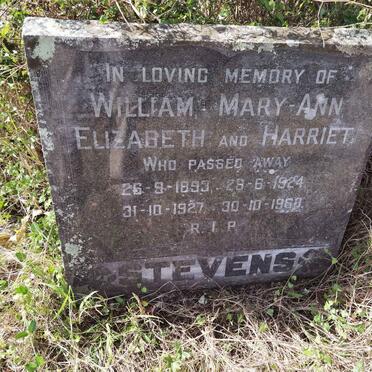 IN LOVING MEMORY OF
WILLIAM, MARY-ANN
ELIZABETH AND HARRIET
WHO PASSED AWAY
26-9-1893, 28-6-1924
31-10-1927, 30-10-1960
R.I.P.
STEVENS